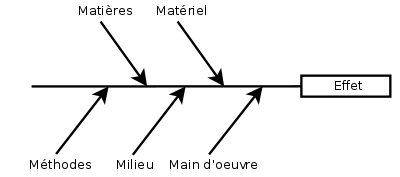 Matières Matériel
Effet
Méthodes Milieu Main d'oeuvre